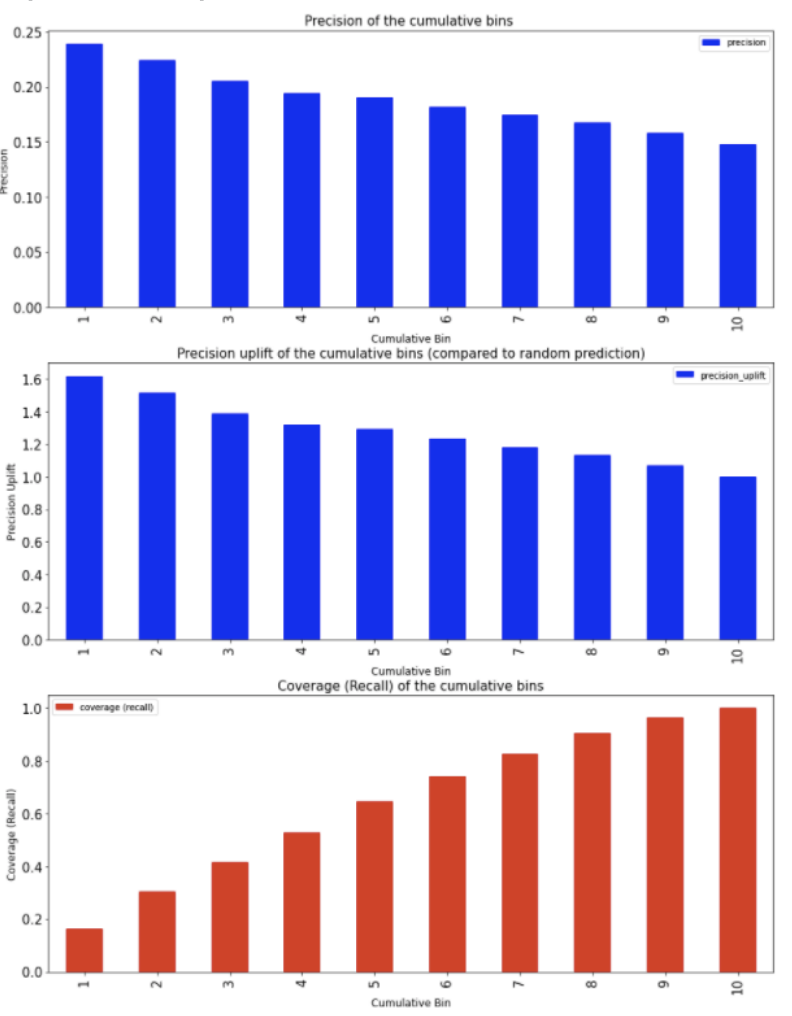 Precision of the cumulative bins
precision
0.25
0.20
0.15
0.10
0.05
0.00
Precision
1 2 3 4 5 6 7 8 9 10
Cumulative Bin
Precision uplift of the cumulative bins (compared to random prediction)
precision_uplift
1.6
1.4
1.2
1.0
0.8
0.6
0.4
0.2
0.0
Precision Uplift
1 2 3 4 5 6 7 8 9 10
Cumulative Bin
Coverage (Recall) of the cumulative bins
coverage (recall)
1.0
0.8
0.6
0.4
0.2
0.0
Coverage (Recall)
1 2 3 4 5 6 7 8 9 10
Cumulative Bin